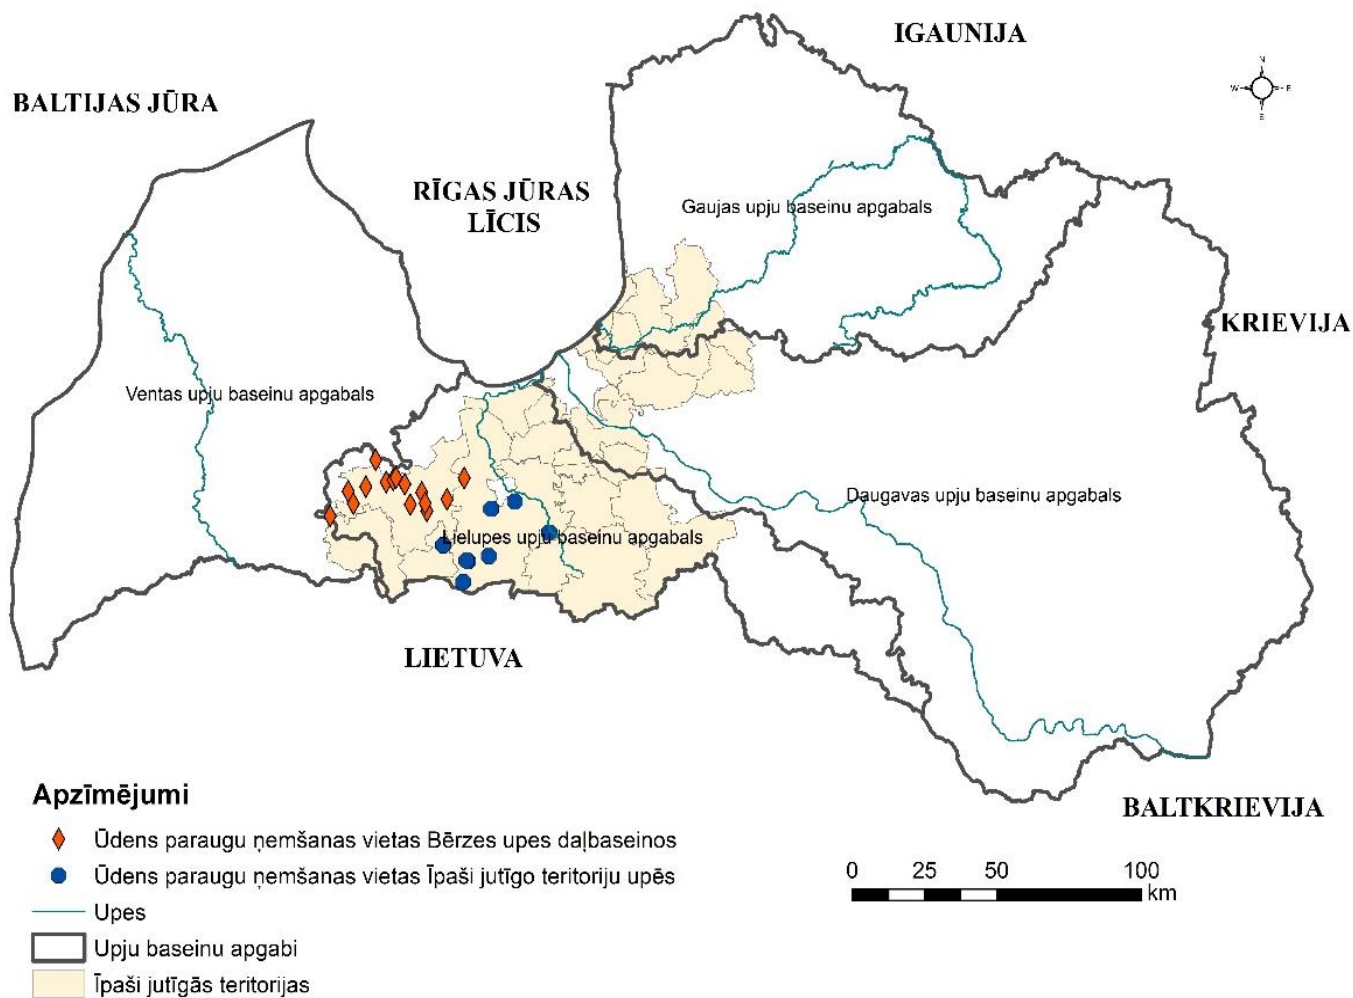 IGAUNIJA
N
W
E
S
BALTIJAS JŪRA
RĪGAS JŪRAS
LĪCIS
Gaujas upju baseinu apgabals
KRIEVIJA
Ventas upju baseinu apgabals
Daugavas upju baseinu apgabals
Lielupes upju baseinu apgabals
LIETUVA
BALTKRIEVIJA
Apzīmējumi
Ūdens paraugu ņemšanas vietas Bērzes upes daļbaseinos
Ūdens paraugu ņemšanas vietas Īpaši jutīgo teritoriju upēs
Upes
Upju baseinu apgabi
Īpaši jutīgās teritorijas
0 25 50 100
km